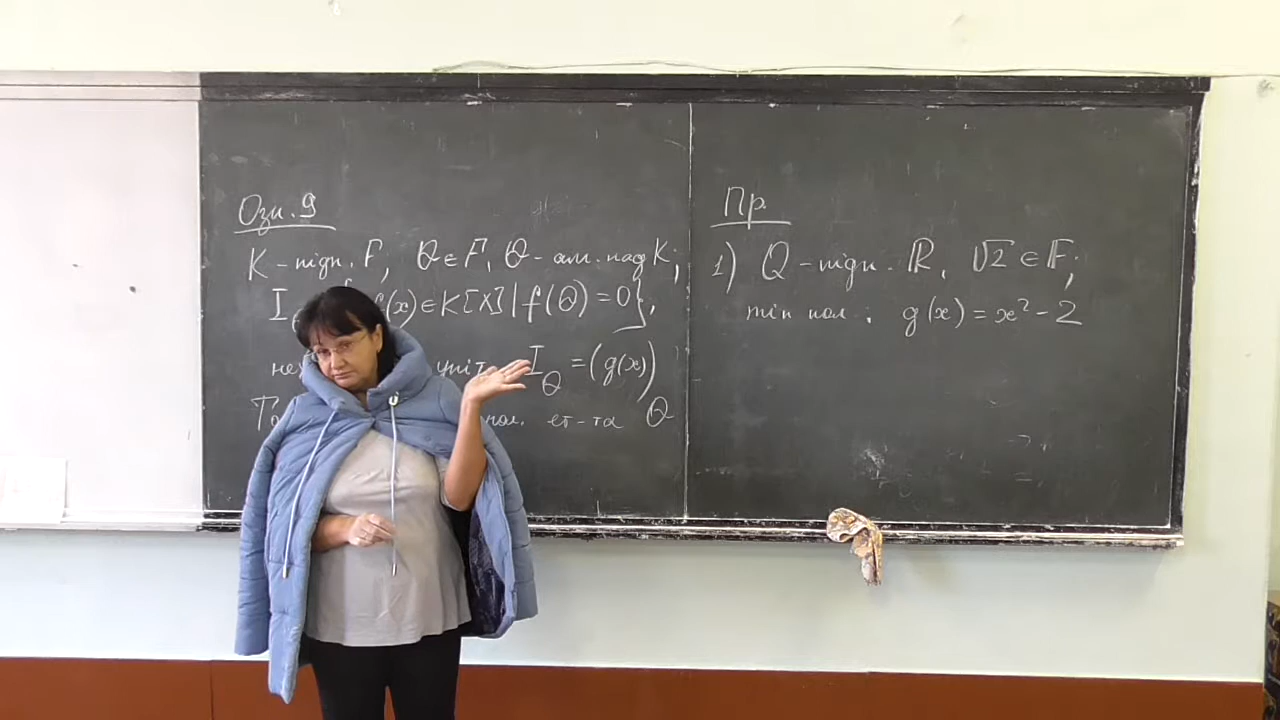 Озн. 9
K - підп. F, θ ∈ F, θ - алг. над K;
I (x) ∈ K[X] | f(θ) = 0},
I_θ = (g(x))
пол. ел-та θ
Пр.
1) Q - підп. ℝ, √2 ∈ F;
min пол: g(x) = x² - 2